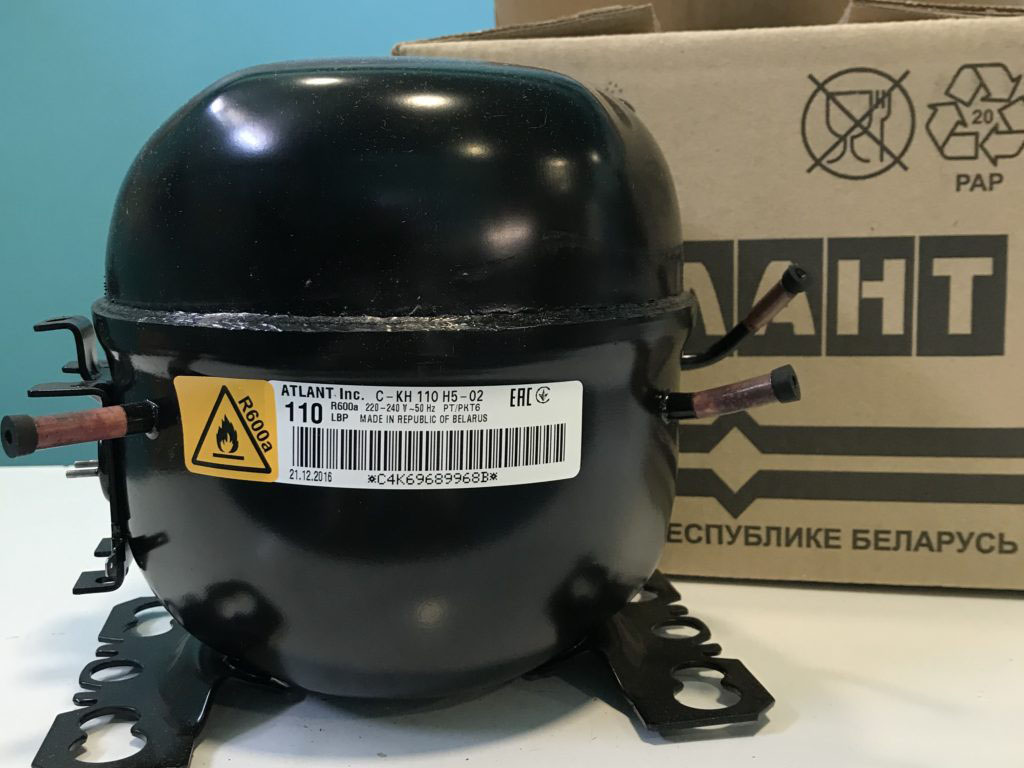 20
PAP
ЛАНТ
ЕСПУБЛИКЕ БЕЛАРУСЬ
R600a
ATLANT Inc. C-KH 110 H5-02
110 R600a 220-240 V ~50 Hz PT/PKT6
LBP MADE IN REPUBLIC OF BELARUS
EAC
21.12.2016 *C4K69689968B*